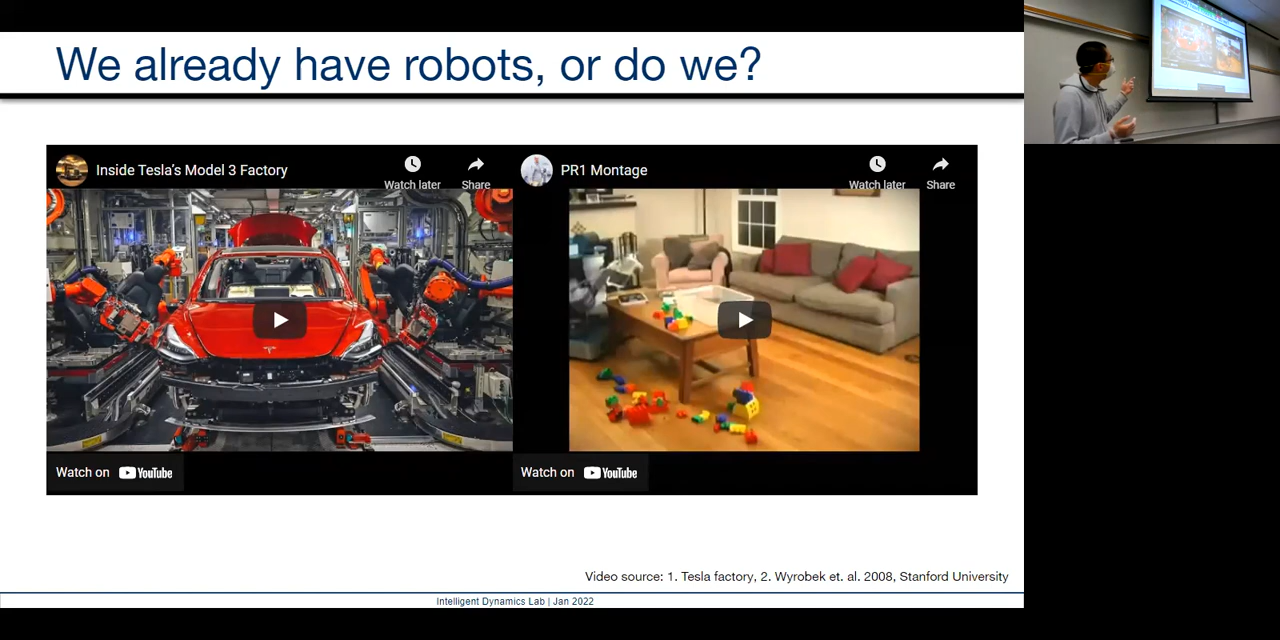 We already have robots, or do we?
Inside Tesla's Model 3 Factory
Watch later
Share
PR1 Montage
Watch later
Share
Watch on YouTube
Watch on YouTube
Video source: 1. Tesla factory, 2. Wyrobek et. al. 2008, Stanford University
Intelligent Dynamics Lab | Jan 2022